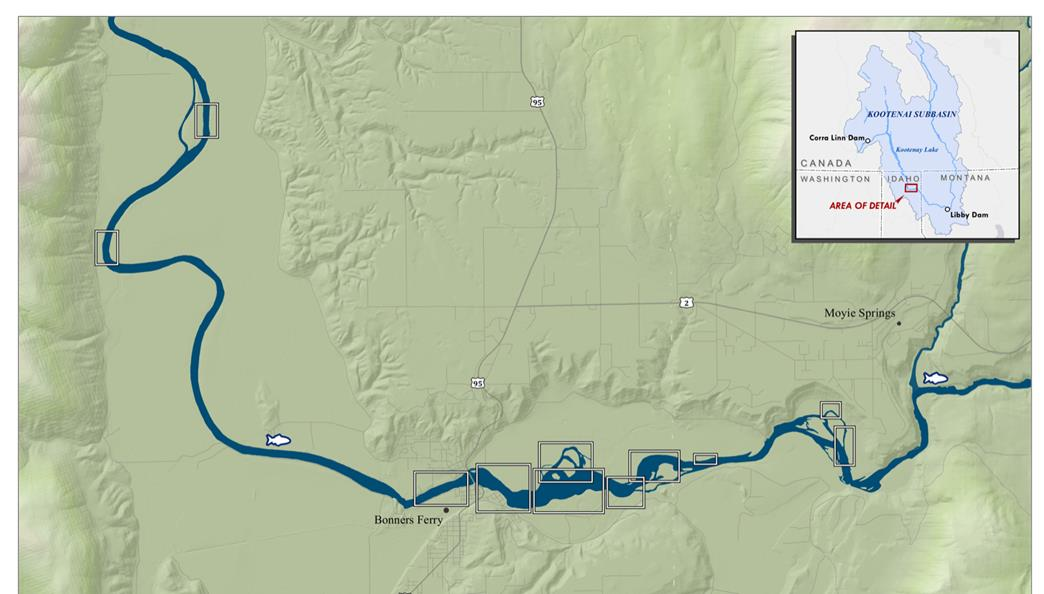 95
KOOTENAI SUBBASIN
Corra Linn Dam
Kootenay Lake
CANADA
WASHINGTON
IDAHO
MONTANA
AREA OF DETAIL
Libby Dam
2
Moyie Springs
95
Bonners Ferry